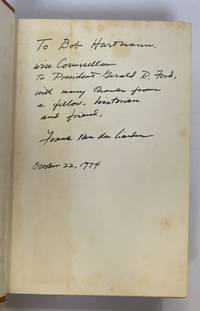 To Bob Hartmann,
wise Counsellor
to President Gerald R. Ford,
with many thanks from
a fellow-historian
and friend,
Frank van der Linden
October 22, 1974